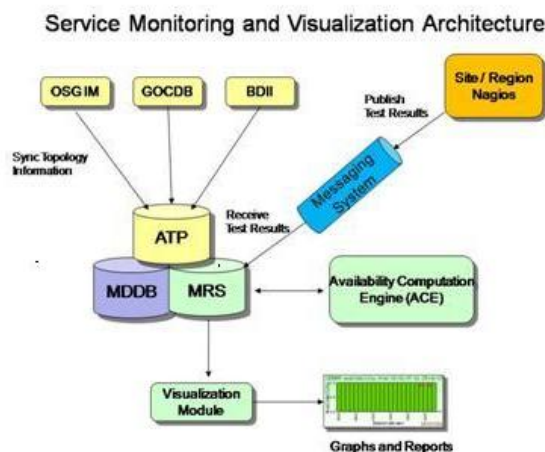 Service Monitoring and Visualization Architecture
OSG IM
GOCDB
BDII
Site / Region
Nagios
Publish
Test Results
Sync Topology
Information
Messaging
System
Receive
Test Results
ATP
MDDB
MRS
Availability Computation
Engine (ACE)
Visualization
Module
Graphs and Reports